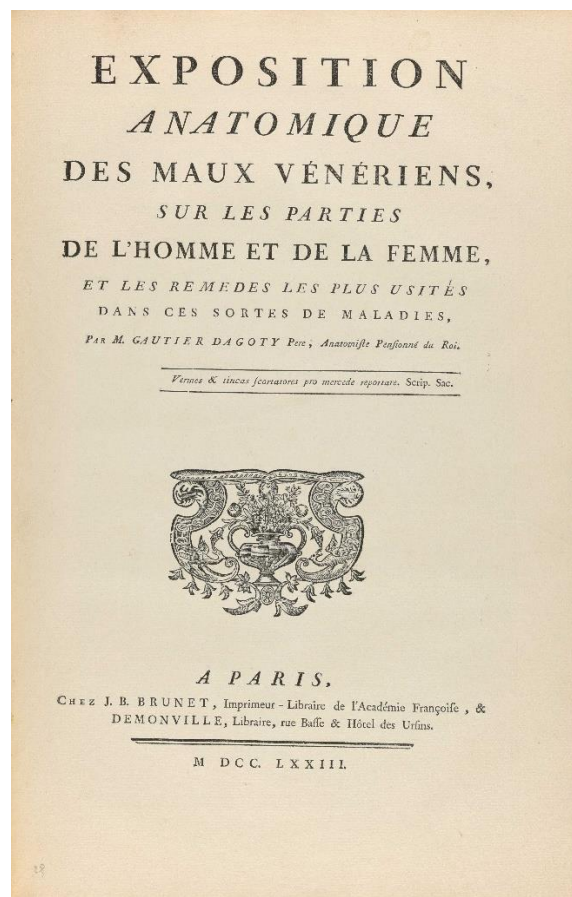 EXPOSITION
ANATOMIQUE
DES MAUX VÉNÉRIENS,
SUR LES PARTIES
DE L'HOMME ET DE LA FEMME,
ET LES REMEDES LES PLUS USITÉS
DANS CES SORTES DE MALADIES,
PAR M. GAUTIER DAGOTY Pere, Anatomiſte Penſionné du Roi.
Vermes & tineas ſcortatores pro mercede reportare. Scrip. Sac.
A PARIS,
CHEZ J. B. BRUNET, Imprimeur-Libraire de l'Académie Françoiſe, &
DEMONVILLE, Libraire, rue Baſſe & Hôtel des Urſins.
M DCC. LXXIII.